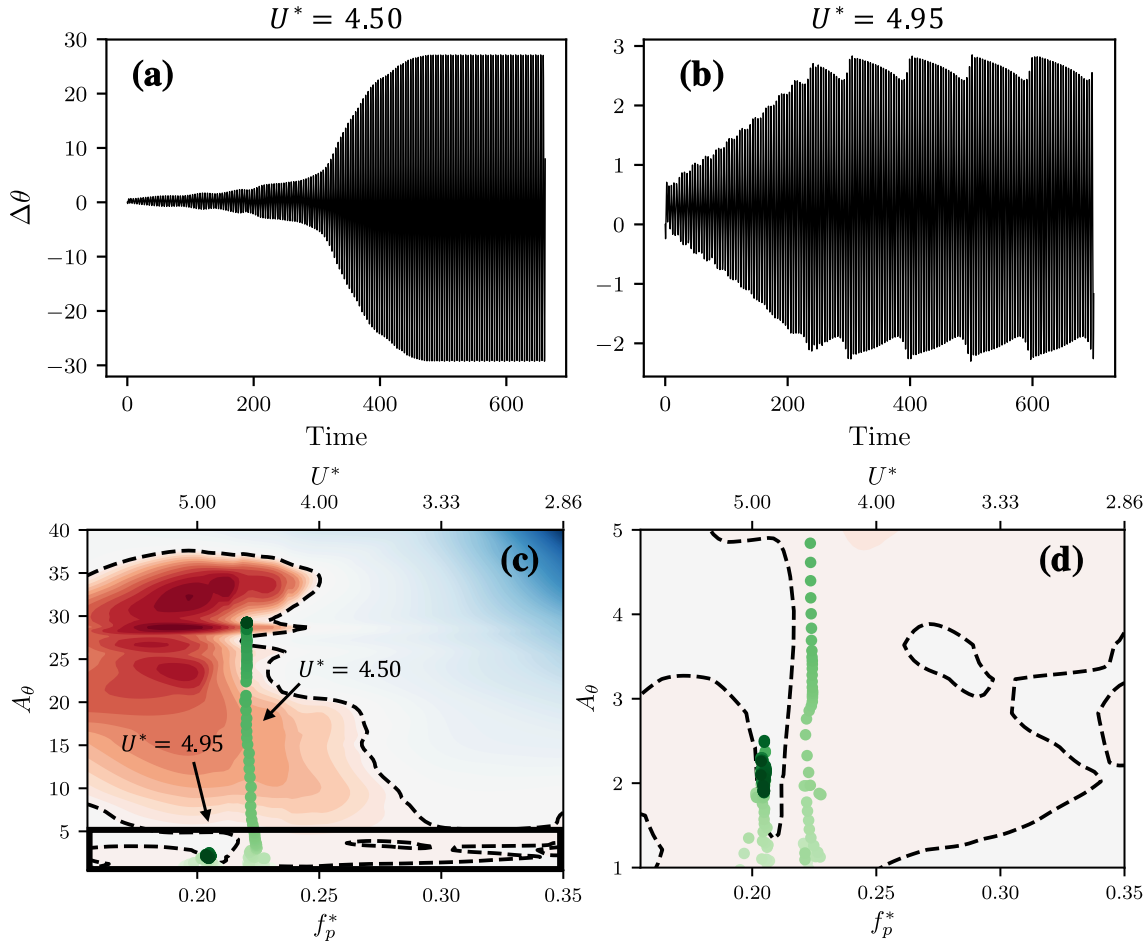 U* = 4.50
U* = 4.95
(a)
30
20
10
0
−10
−20
−30
Δθ
0
200
400
600
Time
(b)
3
2
1
0
−1
−2
0
200
400
600
Time
U*
5.00
4.00
3.33
2.86
(c)
40
35
30
25
20
15
10
5
A_θ
U* = 4.50
U* = 4.95
0.20
0.25
0.30
0.35
f_p^*
U*
5.00
4.00
3.33
2.86
(d)
5
4
3
2
1
A_θ
0.20
0.25
0.30
0.35
f_p^*